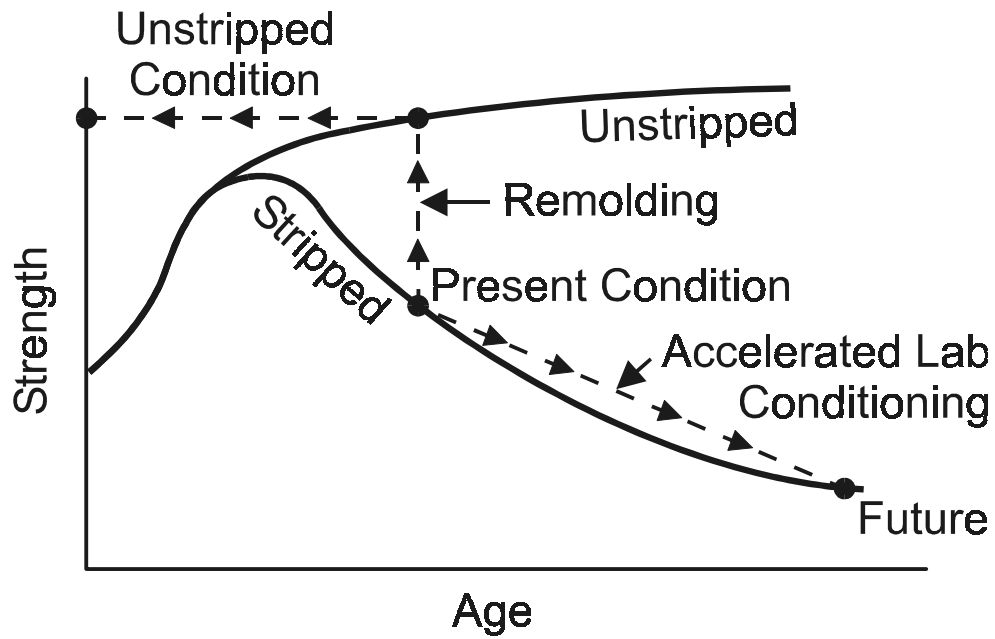 Unstripped
Condition
Unstripped
Remolding
Stripped
Present Condition
Accelerated Lab
Conditioning
Future
Strength
Age